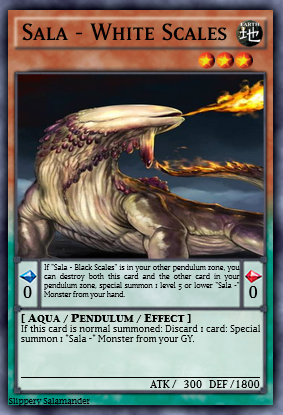 Sala - White Scales
EARTH
地
If "Sala - Black Scales" is in your other pendulum zone, you
can destroy both this card and the other card in
your pendulum zone, special summon 1 level 5 or lower "Sala -"
Monster from your hand.
0
0
[ Aqua / Pendulum / Effect ]
If this card is normal summoned: Discard 1 card: Special
summon 1 "Sala -" Monster from your GY.
ATK / 300 DEF /1800
Slippery Salamander